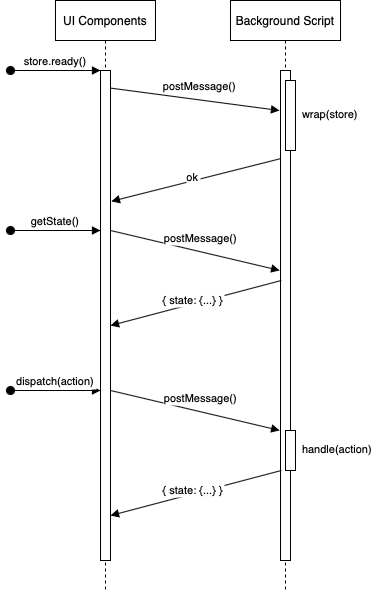 UI Components
Background Script
store.ready()
postMessage()
wrap(store)
ok
getState()
postMessage()
{ state: {...} }
dispatch(action)
postMessage()
handle(action)
{ state: {...} }